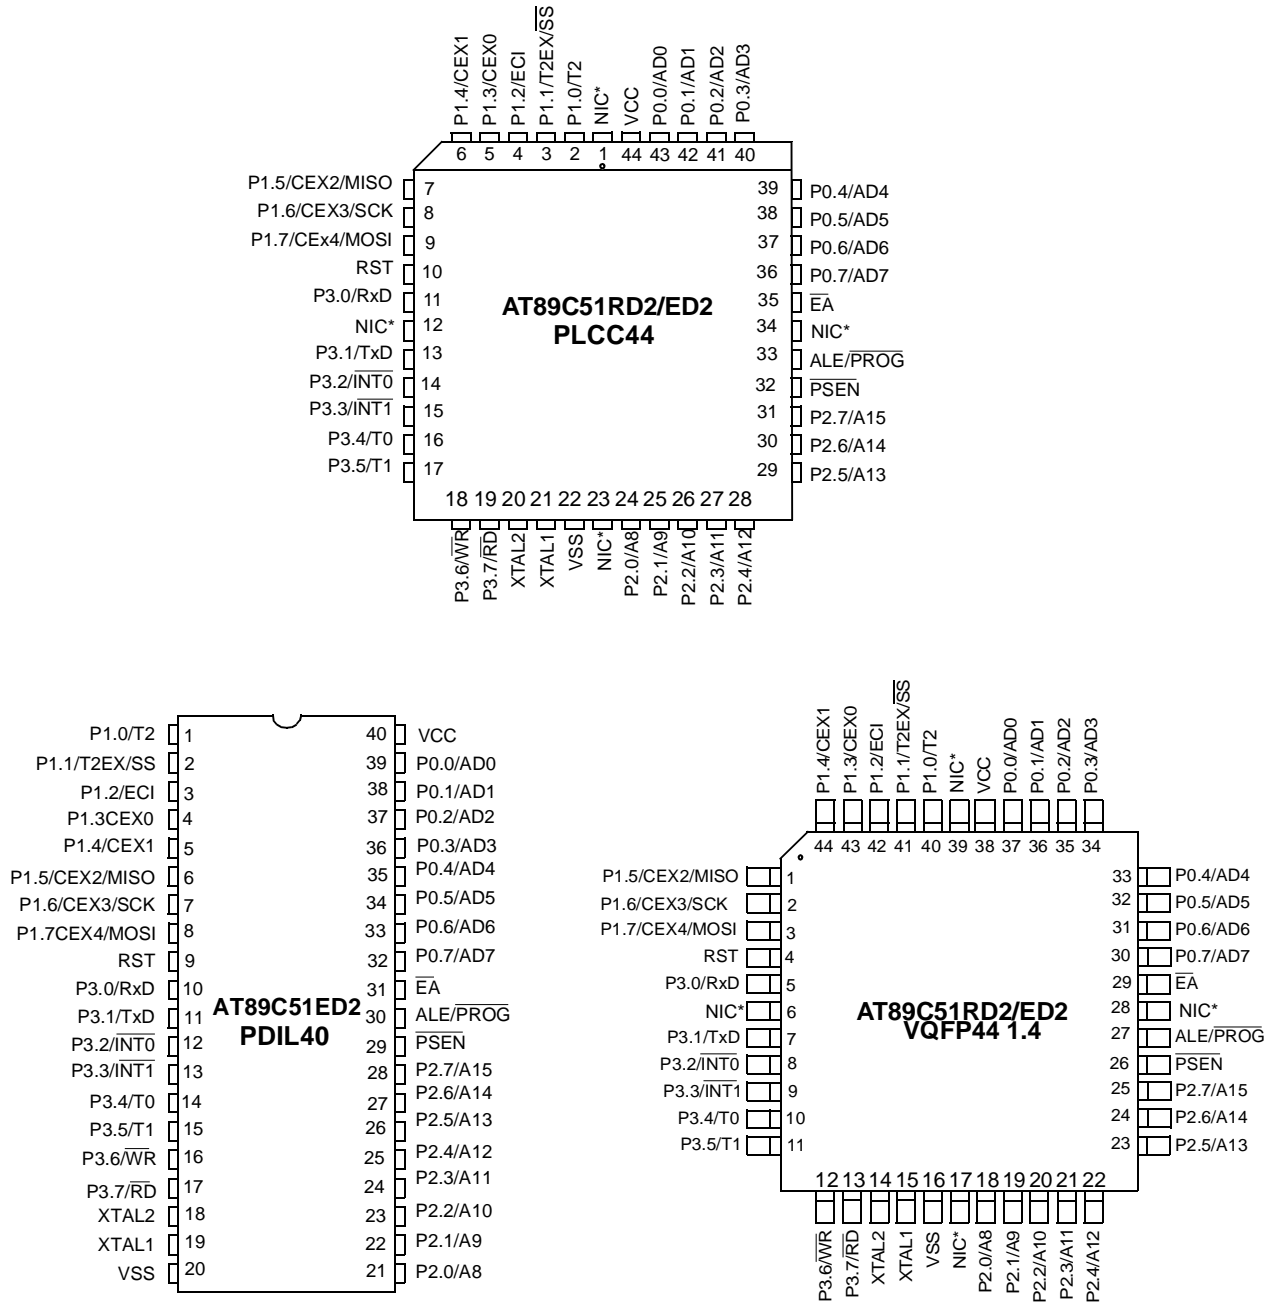 P1.4/CEX1
P1.3/CEX0
P1.2/ECI
P1.1/T2EX/SS
P1.0/T2
NIC*
VCC
P0.0/AD0
P0.1/AD1
P0.2/AD2
P0.3/AD3
6 5 4 3 2 1 44 43 42 41 40
P1.5/CEX2/MISO 7
P1.6/CEX3/SCK 8
P1.7/CEx4/MOSI 9
RST 10
P3.0/RxD 11
NIC* 12
P3.1/TxD 13
P3.2/INT0 14
P3.3/INT1 15
P3.4/T0 16
P3.5/T1 17
AT89C51RD2/ED2
PLCC44
39 P0.4/AD4
38 P0.5/AD5
37 P0.6/AD6
36 P0.7/AD7
35 EA
34 NIC*
33 ALE/PROG
32 PSEN
31 P2.7/A15
30 P2.6/A14
29 P2.5/A13
18 19 20 21 22 23 24 25 26 27 28
P3.6/WR
P3.7/RD
XTAL2
XTAL1
VSS
NIC*
P2.0/A8
P2.1/A9
P2.2/A10
P2.3/A11
P2.4/A12
P1.0/T2 1
P1.1/T2EX/SS 2
P1.2/ECI 3
P1.3CEX0 4
P1.4/CEX1 5
P1.5/CEX2/MISO 6
P1.6/CEX3/SCK 7
P1.7CEX4/MOSI 8
RST 9
P3.0/RxD 10
P3.1/TxD 11
P3.2/INT0 12
P3.3/INT1 13
P3.4/T0 14
P3.5/T1 15
P3.6/WR 16
P3.7/RD 17
XTAL2 18
XTAL1 19
VSS 20
AT89C51ED2
PDIL40
40 VCC
39 P0.0/AD0
38 P0.1/AD1
37 P0.2/AD2
36 P0.3/AD3
35 P0.4/AD4
34 P0.5/AD5
33 P0.6/AD6
32 P0.7/AD7
31 EA
30 ALE/PROG
29 PSEN
28 P2.7/A15
27 P2.6/A14
26 P2.5/A13
25 P2.4/A12
24 P2.3/A11
23 P2.2/A10
22 P2.1/A9
21 P2.0/A8
P1.4/CEX1
P1.3/CEX0
P1.2/ECI
P1.1/T2EX/SS
P1.0/T2
NIC*
VCC
P0.0/AD0
P0.1/AD1
P0.2/AD2
P0.3/AD3
44 43 42 41 40 39 38 37 36 35 34
P1.5/CEX2/MISO 1
P1.6/CEX3/SCK 2
P1.7/CEX4/MOSI 3
RST 4
P3.0/RxD 5
NIC* 6
P3.1/TxD 7
P3.2/INT0 8
P3.3/INT1 9
P3.4/T0 10
P3.5/T1 11
AT89C51RD2/ED2
VQFP44 1.4
33 P0.4/AD4
32 P0.5/AD5
31 P0.6/AD6
30 P0.7/AD7
29 EA
28 NIC*
27 ALE/PROG
26 PSEN
25 P2.7/A15
24 P2.6/A14
23 P2.5/A13
12 13 14 15 16 17 18 19 20 21 22
P3.6/WR
P3.7/RD
XTAL2
XTAL1
VSS
NIC*
P2.0/A8
P2.1/A9
P2.2/A10
P2.3/A11
P2.4/A12